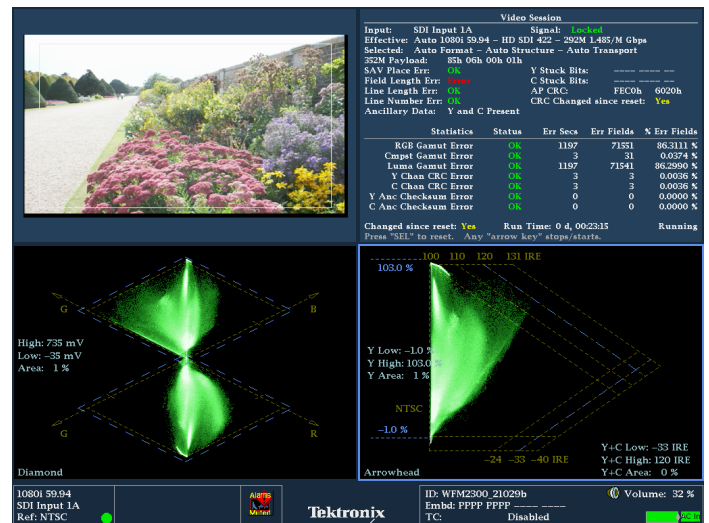 Video Session
Input: SDI Input 1A Signal: Locked
Effective: Auto 1080i 59.94 – HD SDI 422 – 292M 1.485/M Gbps
Selected: Auto Format – Auto Structure – Auto Transport
352M Payload: 85h 06h 00h 01h
SAV Place Err: OK Y Stuck Bits: –––– –––– ––
Field Length Err: Error C Stuck Bits: –––– –––– ––
Line Length Err: OK AP CRC: FEC0h 6020h
Line Number Err: OK CRC Changed since reset: Yes
Ancillary Data: Y and C Present
Statistics Status Err Secs Err Fields % Err Fields
RGB Gamut Error OK 1197 71551 86.3111 %
Cmpst Gamut Error OK 3 31 0.0374 %
Luma Gamut Error OK 1197 71541 86.2990 %
Y Chan CRC Error OK 3 3 0.0036 %
C Chan CRC Error OK 3 3 0.0036 %
Y Anc Checksum Error OK 0 0 0.0000 %
C Anc Checksum Error OK 0 0 0.0000 %
Changed since reset: Yes Run Time: 0 d, 00:23:15 Running
Press "SEL" to reset. Any "arrow key" stops/starts.
G B
High: 735 mV
Low: –35 mV
Area: 1 %
G R
Diamond
100 110 120 131 IRE
103.0 %
Y Low: –1.0 %
Y High: 103.0 %
Y Area: 1 %
NTSC
–1.0 %
–24 –33 –40 IRE
Y+C Low: –33 IRE
Y+C High: 120 IRE
Y+C Area: 0 %
Arrowhead
1080i 59.94
SDI Input 1A
Ref: NTSC
Alarms
Muted
Tektronix
ID: WFM2300_21029b Volume: 32 %
Embd: PPPP PPPP –––– ––––
TC: Disabled
AC In